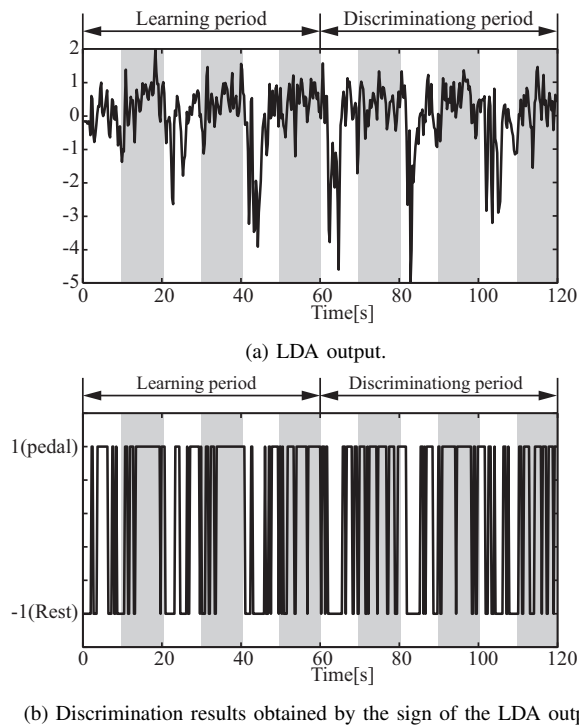 Learning period
Discriminationg period
2
1
0
-1
-2
-3
-4
-5
0 20 40 60 80 100 120
Time[s]
(a) LDA output.
Learning period
Discriminationg period
1(pedal)
-1(Rest)
0 20 40 60 80 100 120
Time[s]
(b) Discrimination results obtained by the sign of the LDA outp